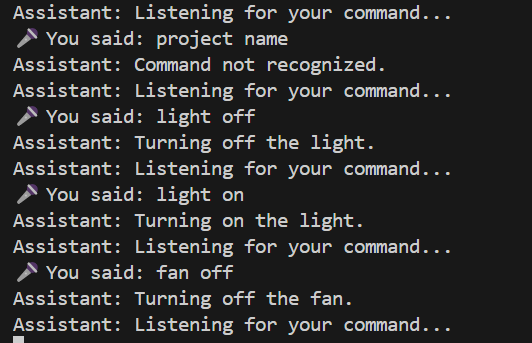 Assistant: Listening for your command...
🎤 You said: project name
Assistant: Command not recognized.
Assistant: Listening for your command...
🎤 You said: light off
Assistant: Turning off the light.
Assistant: Listening for your command...
🎤 You said: light on
Assistant: Turning on the light.
Assistant: Listening for your command...
🎤 You said: fan off
Assistant: Turning off the fan.
Assistant: Listening for your command...